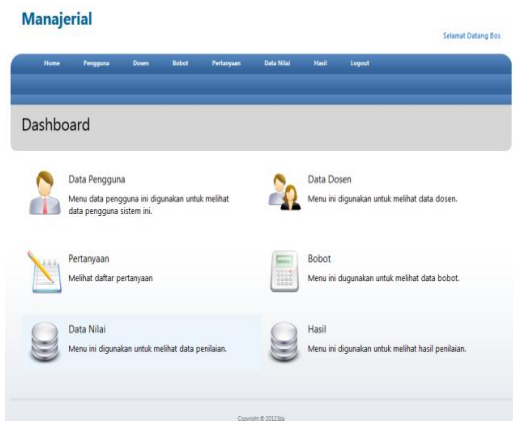 Manajerial
Selamat Datang Bos
Home Pengguna Dosen Bobot Pertanyaan Data Nilai Hasil Logout
Dashboard
Data Pengguna
Menu data pengguna ini digunakan untuk melihat
data pengguna sistem ini.
Data Dosen
Menu ini digunakan untuk melihat data dosen.
Pertanyaan
Melihat daftar pertanyaan
Bobot
Menu ini dugunakan untuk melihat data bobot.
Data Nilai
Menu ini digunakan untuk melihat data penilaian.
Hasil
Menu ini digunakan untuk melihat hasil penilaian.
Copyright © 2012